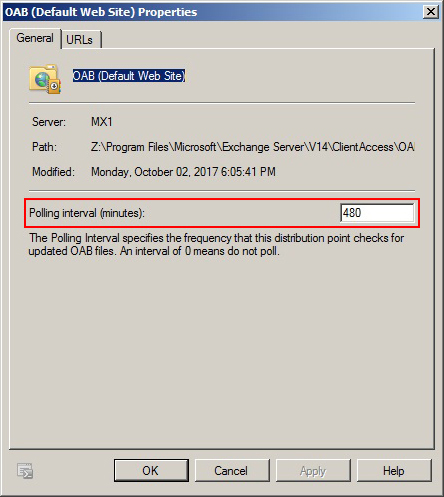 OAB (Default Web Site) Properties
General
URLs
OAB (Default Web Site)
Server: MX1
Path: Z:\Program Files\Microsoft\Exchange Server\V14\ClientAccess\OAI
Modified: Monday, October 02, 2017 6:05:41 PM
Polling interval (minutes): 480
The Polling Interval specifies the frequency that this distribution point checks for
updated OAB files. An interval of 0 means do not poll.
OK Cancel Apply Help